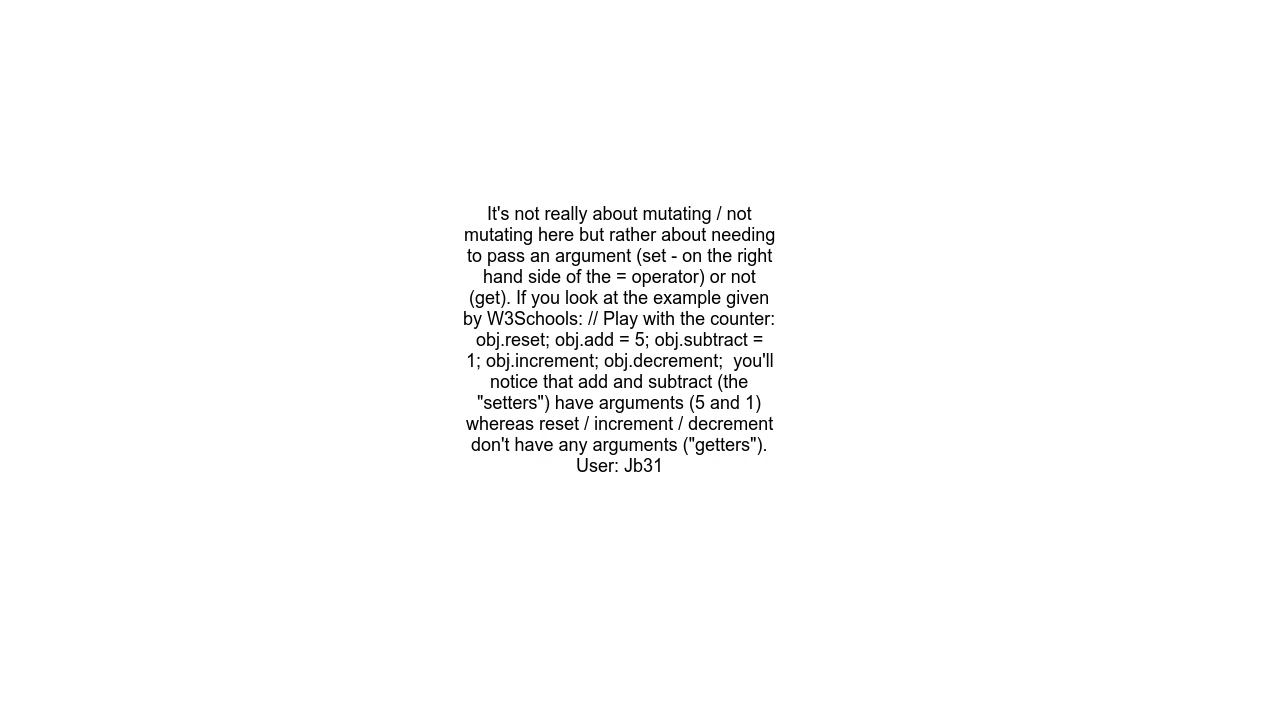 It's not really about mutating / not
mutating here but rather about needing
to pass an argument (set - on the right
hand side of the = operator) or not
(get). If you look at the example given
by W3Schools: // Play with the counter:
obj.reset; obj.add = 5; obj.subtract =
1; obj.increment; obj.decrement;  you'll
notice that add and subtract (the
"setters") have arguments (5 and 1)
whereas reset / increment / decrement
don't have any arguments ("getters").
User: Jb31